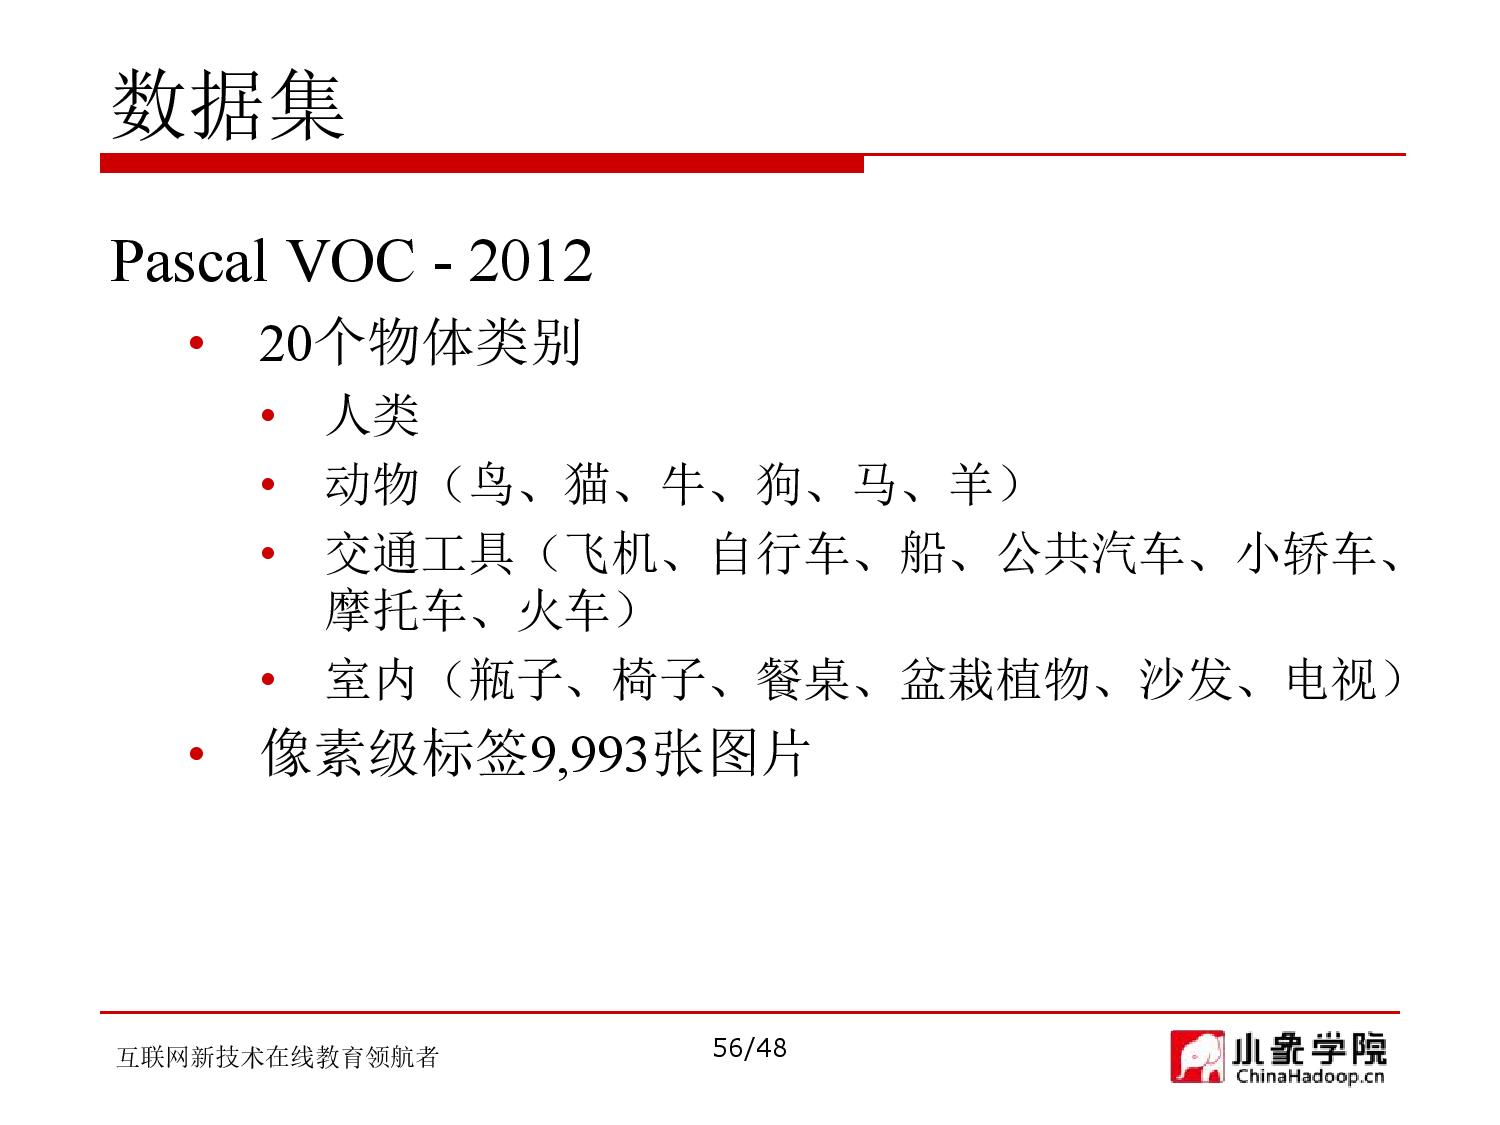 数据集
Pascal VOC - 2012
• 20个物体类别
• 人类
• 动物（鸟、猫、牛、狗、马、羊）
• 交通工具（飞机、自行车、船、公共汽车、小轿车、
摩托车、火车）
• 室内（瓶子、椅子、餐桌、盆栽植物、沙发、电视）
• 像素级标签9,993张图片
互联网新技术在线教育领航者
56/48
小象学院
ChinaHadoop.cn